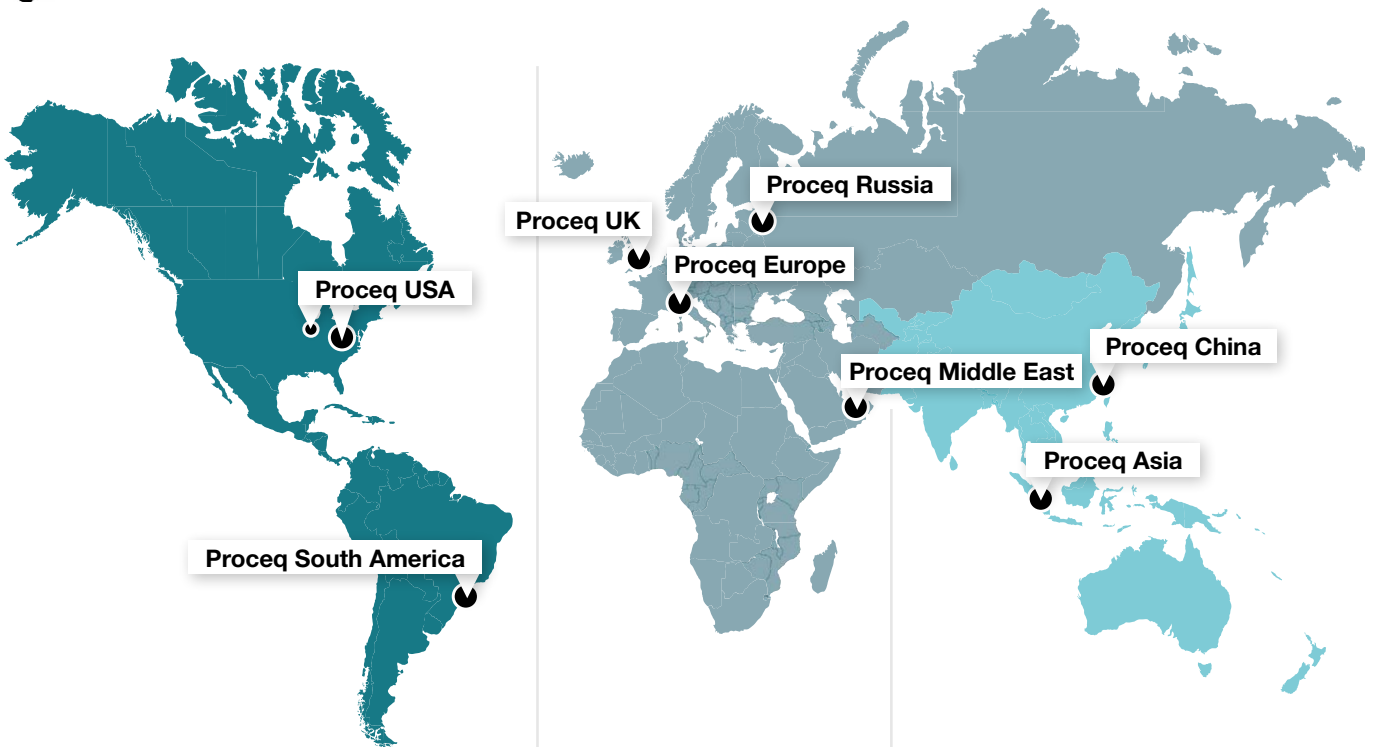 Proceq Russia
Proceq UK
Proceq Europe
Proceq USA
Proceq China
Proceq Middle East
Proceq Asia
Proceq South America